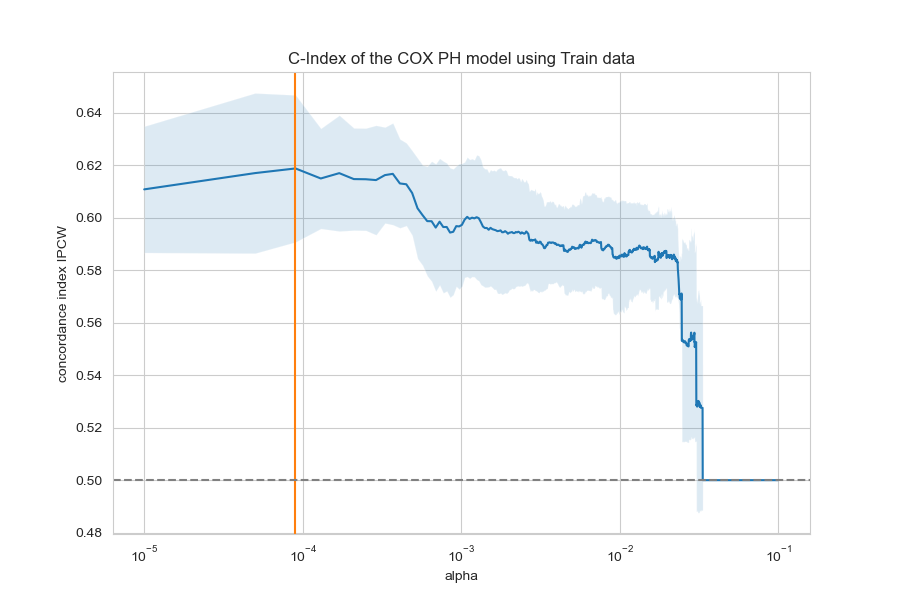 C-Index of the COX PH model using Train data
concordance index IPCW
0.64
0.62
0.60
0.58
0.56
0.54
0.52
0.50
0.48
10⁻⁵ 10⁻⁴ 10⁻³ 10⁻² 10⁻¹
alpha